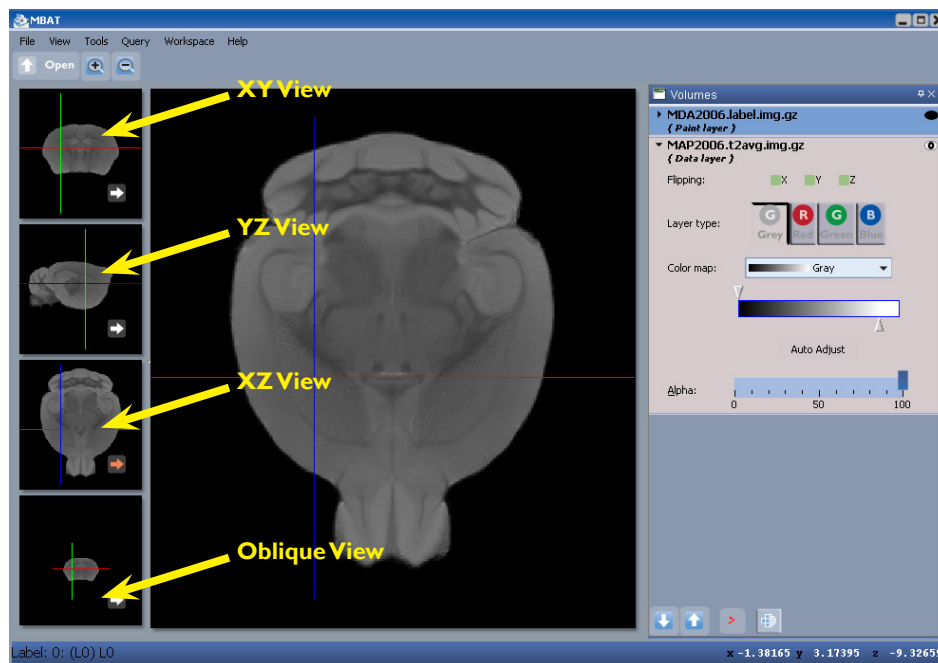 MBAT
File View Tools Query Workspace Help
Open
XY View
YZ View
XZ View
Oblique View
Volumes
MDA2006.label.img.gz
{ Paint layer }
MAP2006.t2avg.img.gz
{ Data layer }
Flipping: X Y Z
Layer type: G Grey R Red G Green B Blue
Color map: Gray
Auto Adjust
Alpha:
0 50 100
Label: 0: (L0) L0
x -1.38165 y 3.17395 z -9.3265